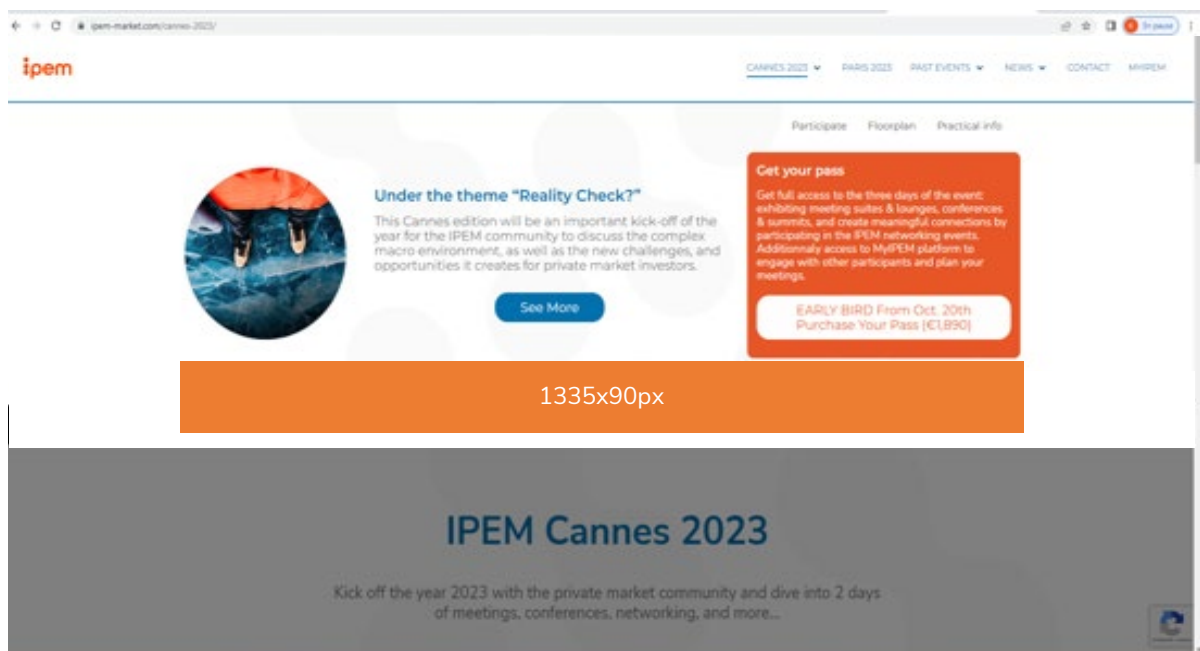 ipem-market.com/cannes-2023/
In pause
ipem
CANNES 2023 PARIS 2023 PAST EVENTS NEWS CONTACT MYIPEM
Participate Floorplan Practical info
Under the theme “Reality Check?”
This Cannes edition will be an important kick-off of the
year for the IPEM community to discuss the complex
macro environment, as well as the new challenges, and
opportunities it creates for private market investors.
See More
Get your pass
Get full access to the three days of the event:
exhibiting meeting suites & lounges, conferences
& summits, and create meaningful connections by
participating in the IPEM networking events.
Additionnaly access to MyIPEM platform to
engage with other participants and plan your
meetings.
EARLY BIRD From Oct. 20th
Purchase Your Pass (€1,890)
1335x90px
IPEM Cannes 2023
Kick off the year 2023 with the private market community and dive into 2 days
of meetings, conferences, networking, and more...